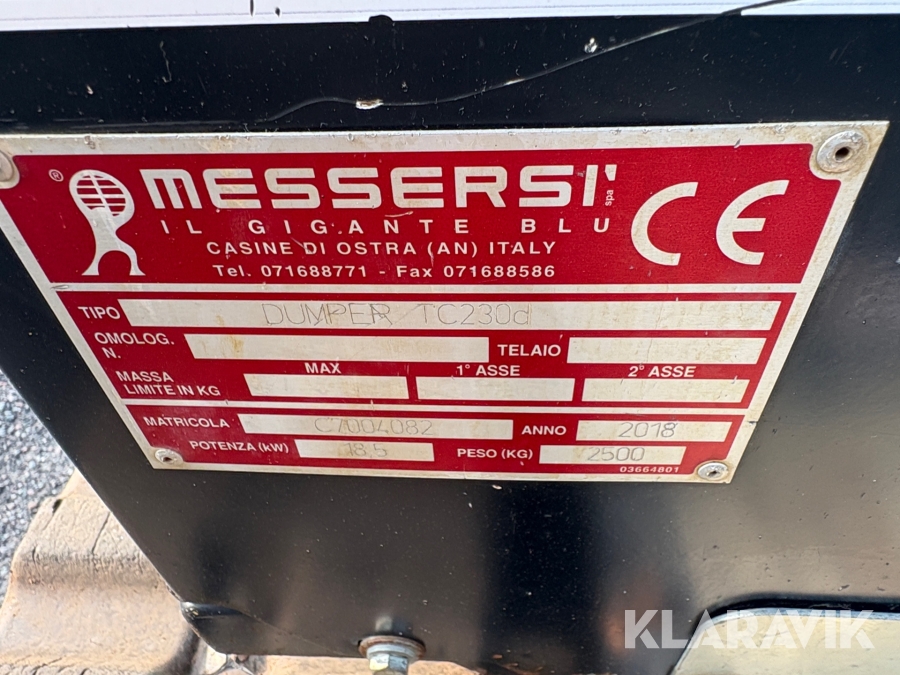 ® MESSERSI' spa
IL GIGANTE BLU
CASINE DI OSTRA (AN) ITALY
Tel. 071688771 - Fax 071688586
CE
TIPO DUMPER TC230d
OMOLOG. N. TELAIO
MASSA LIMITE IN KG MAX 1° ASSE 2° ASSE
MATRICOLA C7004082 ANNO 2018
POTENZA (kW) 18,5 PESO (KG) 2500
03664801
KLARAVIK